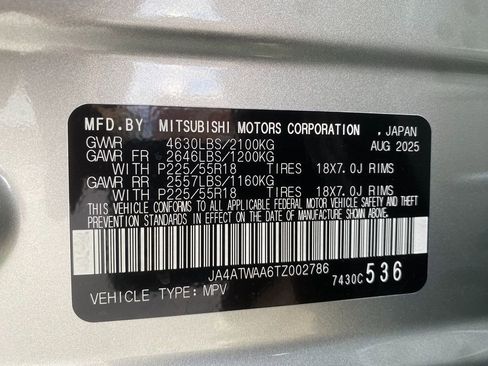 MFD.BY MITSUBISHI MOTORS CORPORATION , JAPAN
GVWR 4630LBS/2100KG AUG 2025
GAWR FR 2646LBS/1200KG
WITH P225/55R18 TIRES 18X7.0J RIMS
GAWR RR 2557LBS/1160KG
WITH P225/55R18 TIRES 18X7.0J RIMS
THIS VEHICLE CONFORMS TO ALL APPLICABLE FEDERAL MOTOR VEHICLE SAFETY AND THEFT PREVENTION
STANDARDS IN EFFECT ON THE DATE OF MANUFACTURE SHOWN ABOVE.
JA4ATWAA6TZ002786
7430C 536
VEHICLE TYPE: MPV